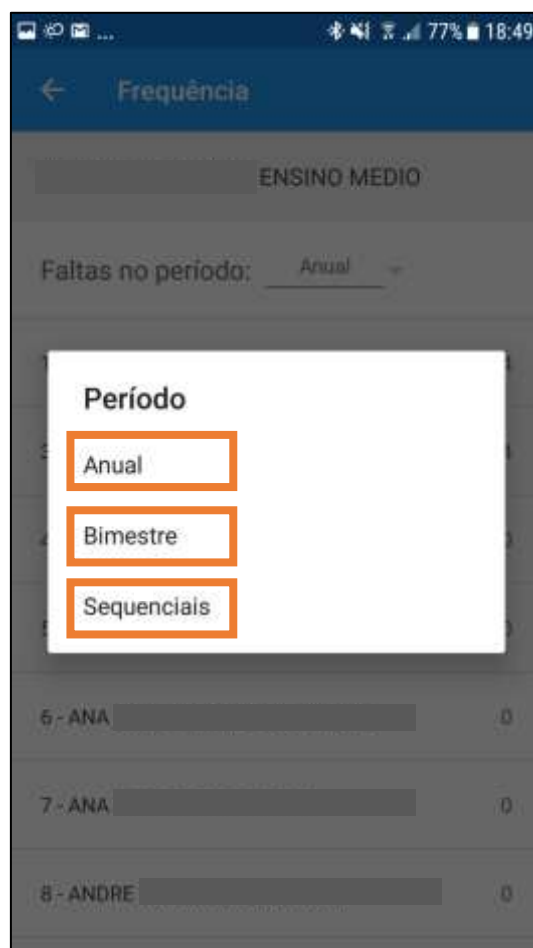 ... 77% 18:49
Frequência
ENSINO MEDIO
Faltas no período: Anual
Período
Anual
Bimestre
Sequenciais
6 - ANA 0
7 - ANA 0
8 - ANDRE 0